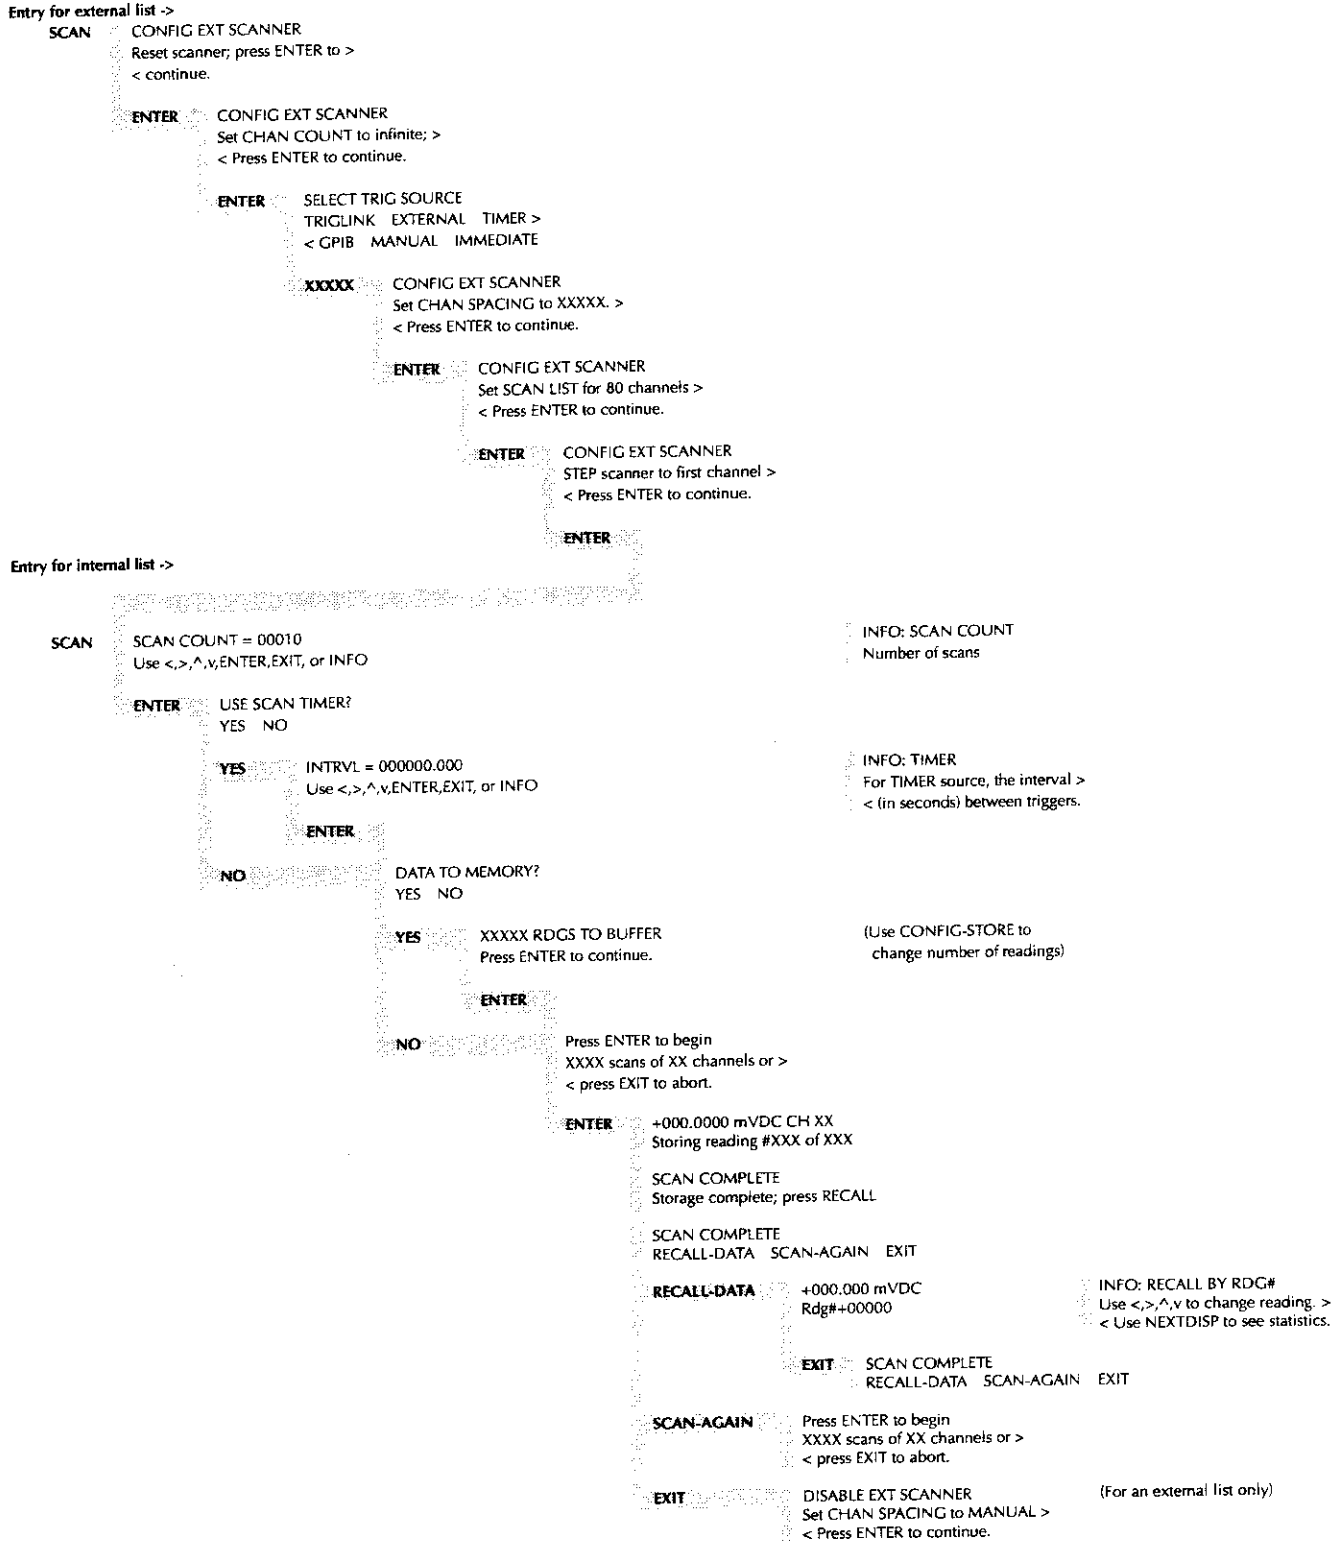 Entry for external list ->
SCAN CONFIG EXT SCANNER
Reset scanner; press ENTER to >
< continue.
ENTER CONFIG EXT SCANNER
Set CHAN COUNT to infinite; >
< Press ENTER to continue.
ENTER SELECT TRIG SOURCE
TRIGLINK EXTERNAL TIMER >
< GPIB MANUAL IMMEDIATE
XXXXX CONFIG EXT SCANNER
Set CHAN SPACING to XXXXX. >
< Press ENTER to continue.
ENTER CONFIG EXT SCANNER
Set SCAN LIST for 80 channels >
< Press ENTER to continue.
ENTER CONFIG EXT SCANNER
STEP scanner to first channel >
< Press ENTER to continue.
ENTER
Entry for internal list ->
SCAN SCAN COUNT = 00010 INFO: SCAN COUNT
Use <,>,^,v,ENTER,EXIT, or INFO Number of scans
ENTER USE SCAN TIMER?
YES NO
YES INTRVL = 000000.000 INFO: TIMER
Use <,>,^,v,ENTER,EXIT, or INFO For TIMER source, the interval >
< (in seconds) between triggers.
ENTER
NO DATA TO MEMORY?
YES NO
YES XXXXX RDGS TO BUFFER (Use CONFIG-STORE to
Press ENTER to continue. change number of readings)
ENTER
NO Press ENTER to begin
XXXX scans of XX channels or >
< press EXIT to abort.
ENTER +000.0000 mVDC CH XX
Storing reading #XXX of XXX
SCAN COMPLETE
Storage complete; press RECALL
SCAN COMPLETE
RECALL-DATA SCAN-AGAIN EXIT
RECALL-DATA +000.000 mVDC INFO: RECALL BY RDG#
Rdg#+00000 Use <,>,^,v to change reading. >
< Use NEXTDISP to see statistics.
EXIT SCAN COMPLETE
RECALL-DATA SCAN-AGAIN EXIT
SCAN-AGAIN Press ENTER to begin
XXXX scans of XX channels or >
< press EXIT to abort.
EXIT DISABLE EXT SCANNER (For an external list only)
Set CHAN SPACING to MANUAL >
< Press ENTER to continue.